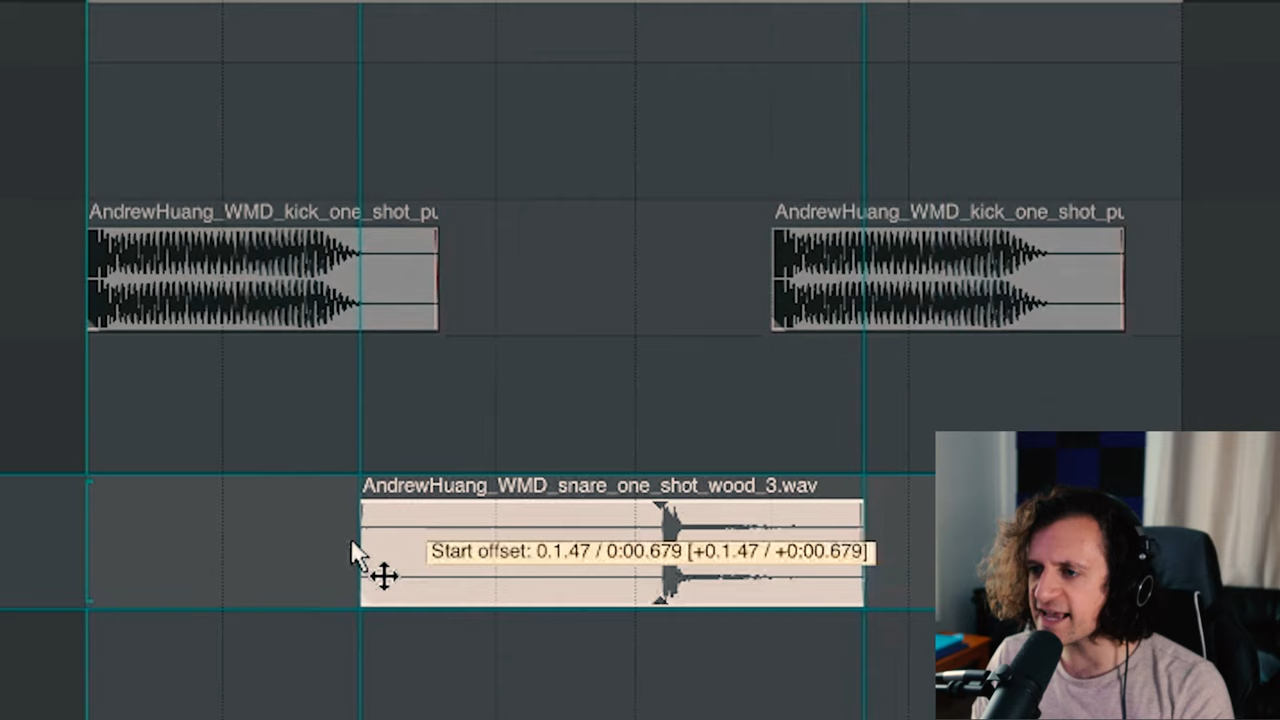 AndrewHuang_WMD_kick_one_shot_pu
AndrewHuang_WMD_kick_one_shot_pu
AndrewHuang_WMD_snare_one_shot_wood_3.wav
Start offset: 0.1.47 / 0:00.679 [+0.1.47 / +0:00.679]